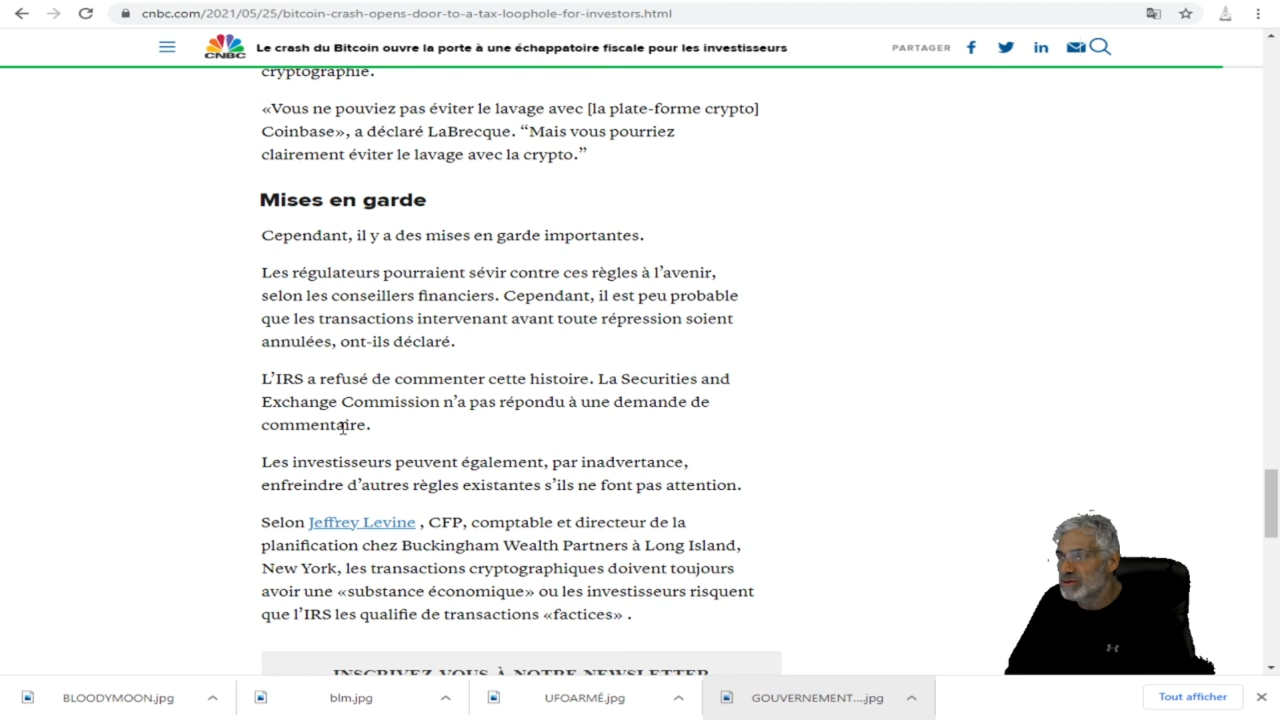 cnbc.com/2021/05/25/bitcoin-crash-opens-door-to-a-tax-loophole-for-investors.html
CNBC
Le crash du Bitcoin ouvre la porte à une échappatoire fiscale pour les investisseurs
PARTAGER
cryptographie.
«Vous ne pouviez pas éviter le lavage avec [la plate-forme crypto]
Coinbase», a déclaré LaBrecque. “Mais vous pourriez
clairement éviter le lavage avec la crypto.”
Mises en garde
Cependant, il y a des mises en garde importantes.
Les régulateurs pourraient sévir contre ces règles à l’avenir,
selon les conseillers financiers. Cependant, il est peu probable
que les transactions intervenant avant toute répression soient
annulées, ont-ils déclaré.
L’IRS a refusé de commenter cette histoire. La Securities and
Exchange Commission n’a pas répondu à une demande de
commentaire.
Les investisseurs peuvent également, par inadvertance,
enfreindre d’autres règles existantes s’ils ne font pas attention.
Selon Jeffrey Levine , CFP, comptable et directeur de la
planification chez Buckingham Wealth Partners à Long Island,
New York, les transactions cryptographiques doivent toujours
avoir une «substance économique» ou les investisseurs risquent
que l’IRS les qualifie de transactions «factices» .
INSCRIVEZ-VOUS À NOTRE NEWSLETTER
BLOODYMOON.jpg
blm.jpg
UFOARMÉ.jpg
GOUVERNEMENT....jpg
Tout afficher